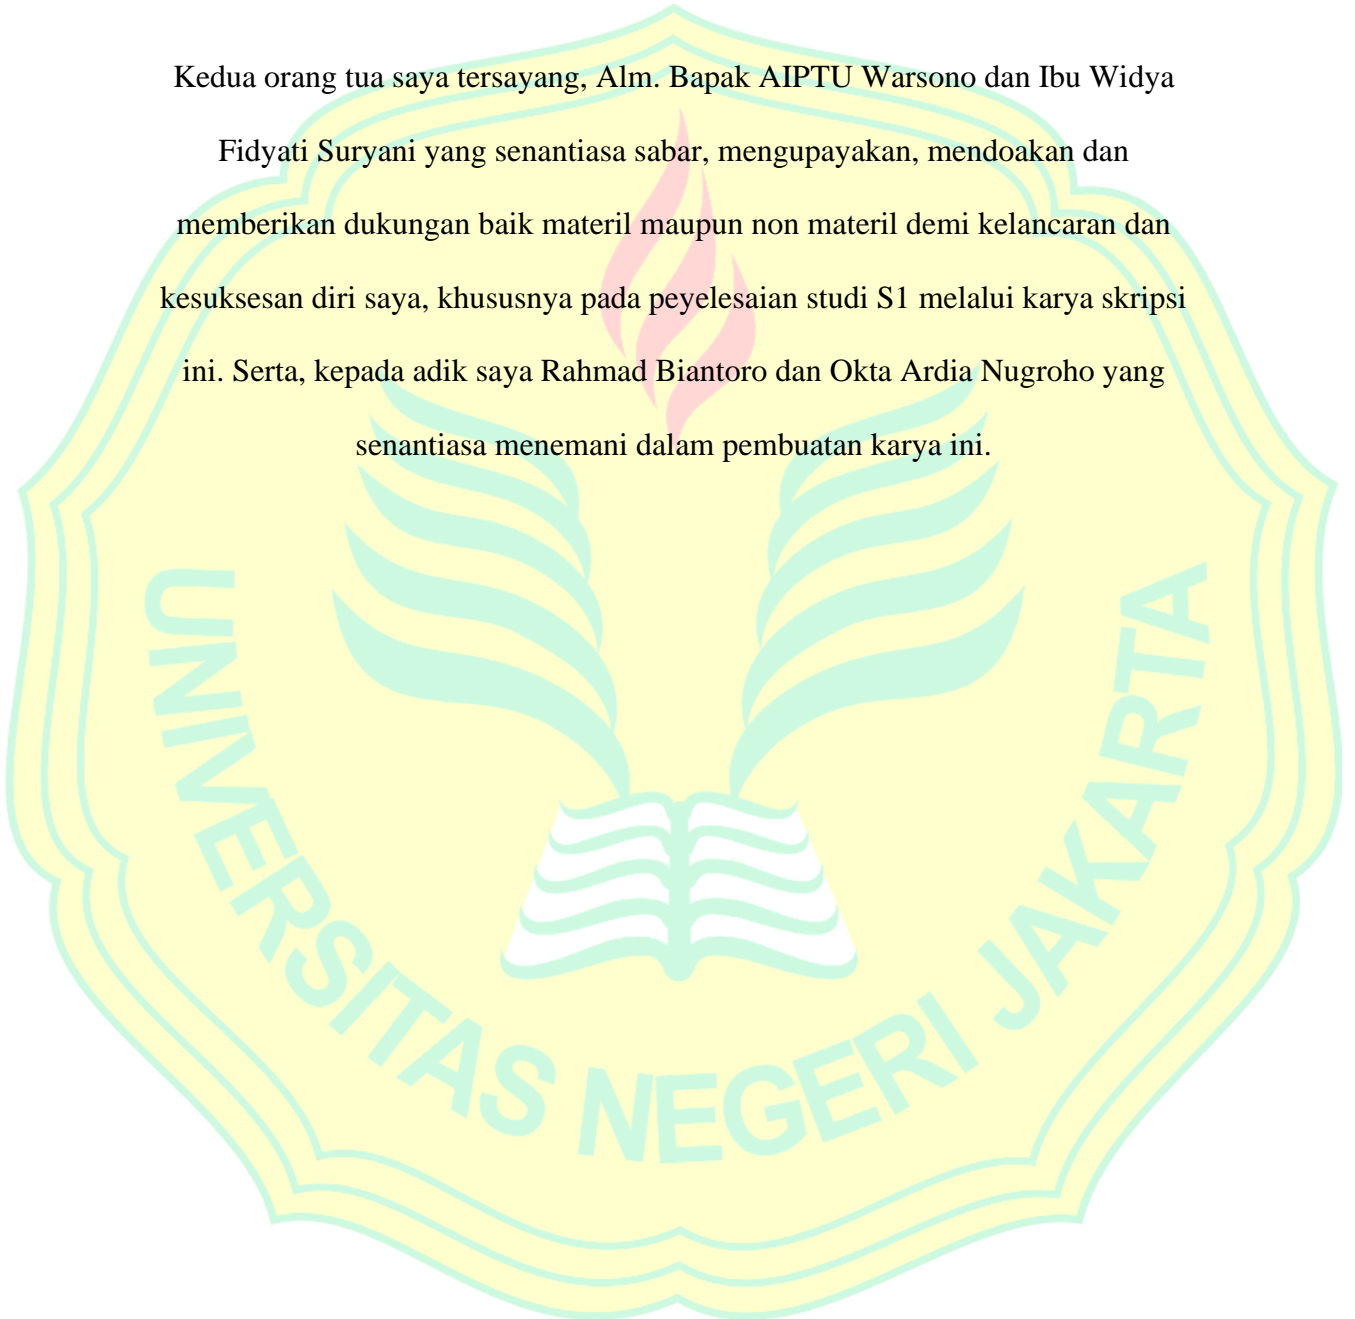 Kedua orang tua saya tersayang, Alm. Bapak AIPTU Warsono dan Ibu Widya
Fidyati Suryani yang senantiasa sabar, mengupayakan, mendoakan dan
memberikan dukungan baik materil maupun non materil demi kelancaran dan
kesuksesan diri saya, khususnya pada peyelesaian studi S1 melalui karya skripsi
ini. Serta, kepada adik saya Rahmad Biantoro dan Okta Ardia Nugroho yang
senantiasa menemani dalam pembuatan karya ini.
UNIVERSITAS NEGERI JAKARTA